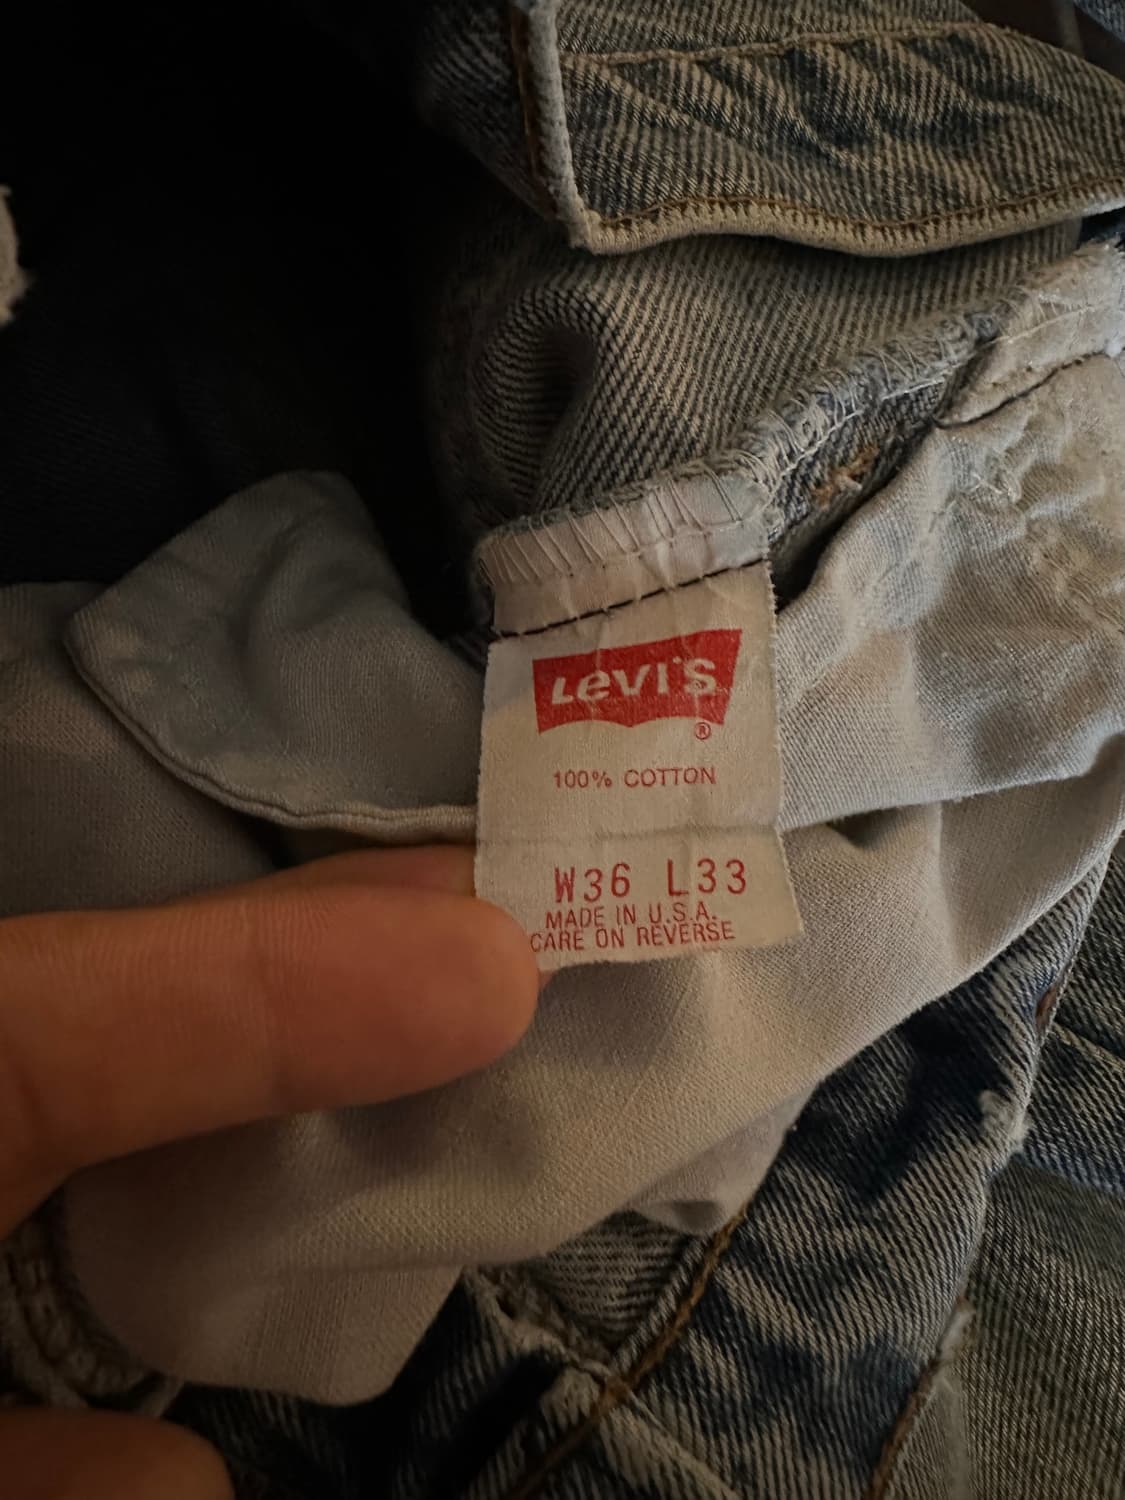 Levi's
®
100% COTTON
W36 L33
MADE IN U.S.A.
CARE ON REVERSE